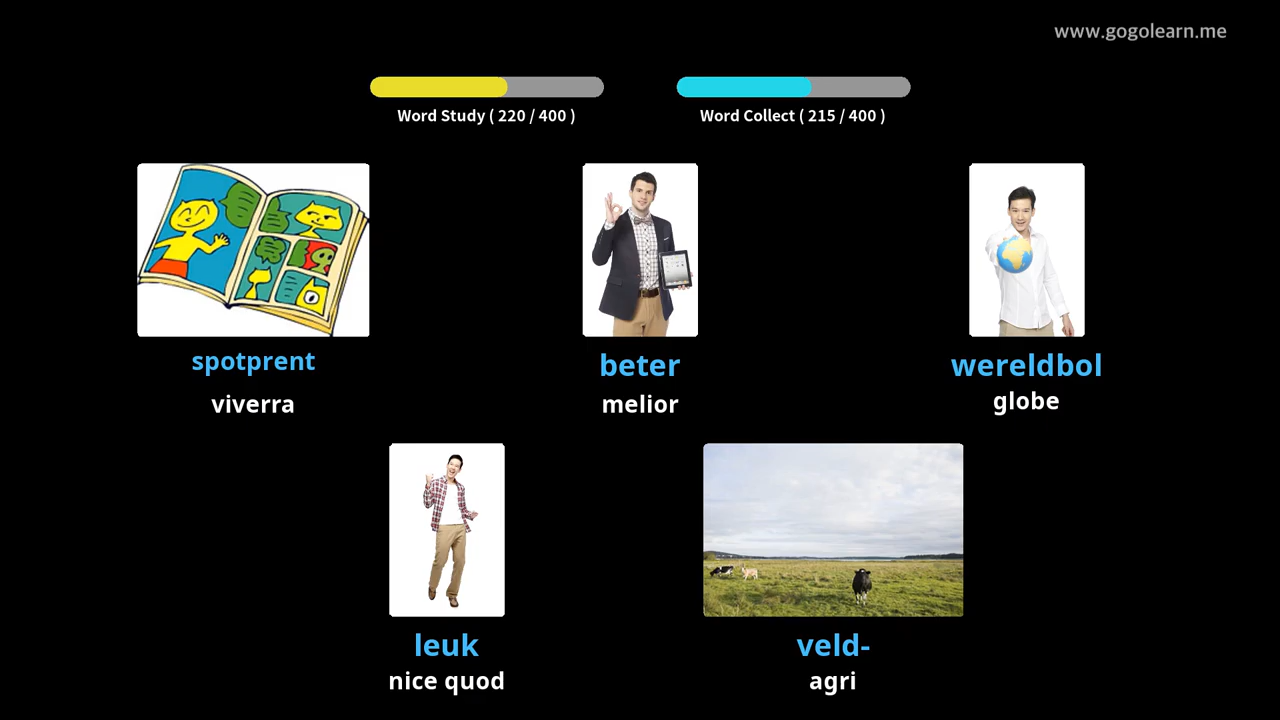 www.gogolearn.me
Word Study ( 220 / 400 )
Word Collect ( 215 / 400 )
spotprent
viverra
beter
melior
wereldbol
globe
leuk
nice quod
veld-
agri